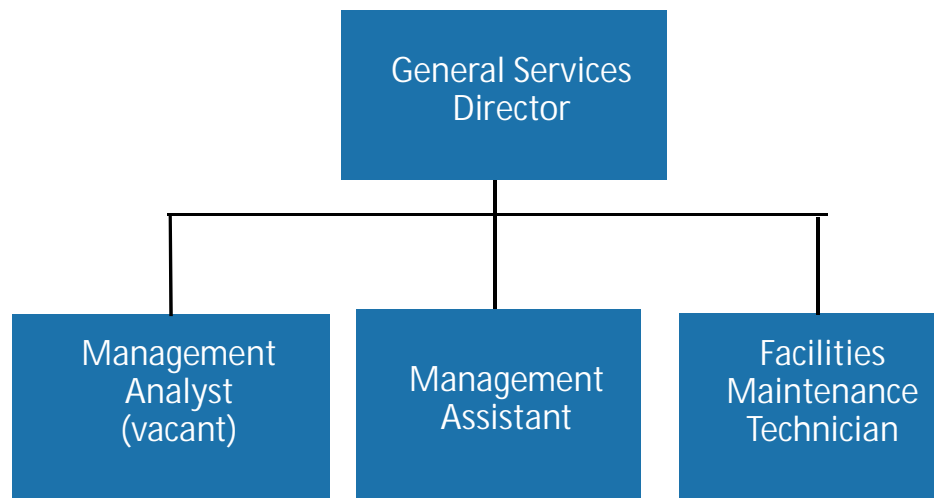 General Services
Director
Management
Analyst
(vacant)
Management
Assistant
Facilities
Maintenance
Technician